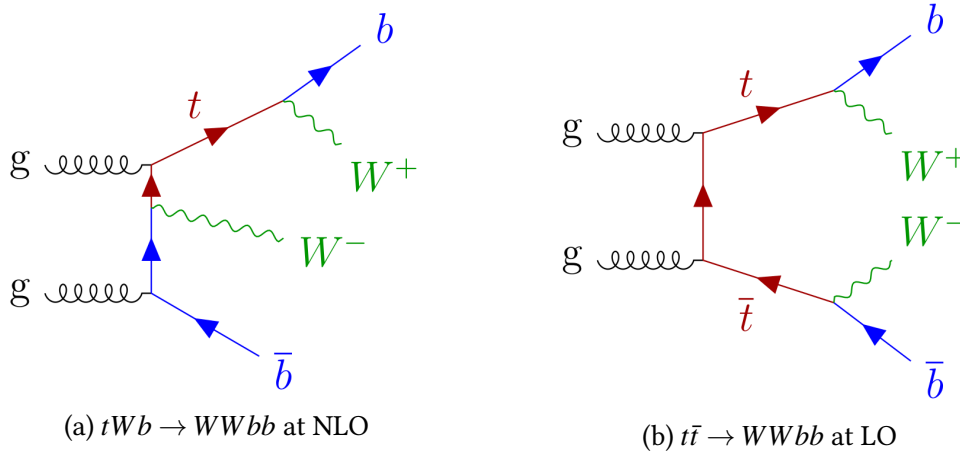 b
t
g
W⁺
W⁻
g
b̄
(a) tWb → WWbb at NLO
b
t
g
W⁺
W⁻
g
t̄
b̄
(b) tt̄ → WWbb at LO